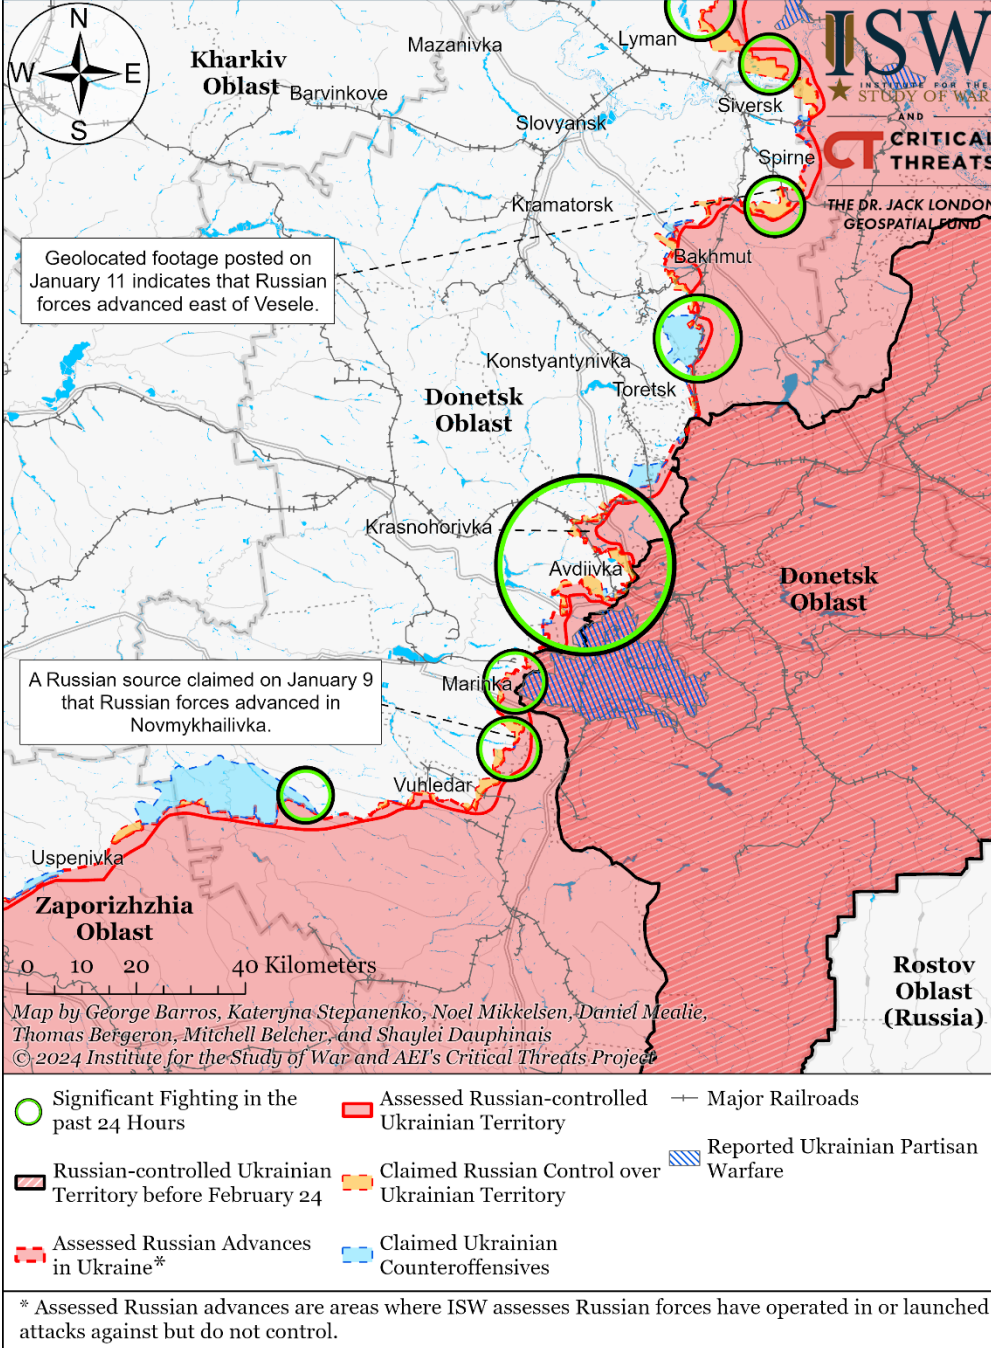 N
W
E
S
Kharkiv
Oblast
Mazanivka
Lyman
ISW
INSTITUTE FOR THE
STUDY OF WAR
AND
CT CRITICAL
THREATS
THE DR. JACK LONDON
GEOSPATIAL FUND
Barvinkove
Slovyansk
Siversk
Spirne
Kramatorsk
Geolocated footage posted on
January 11 indicates that Russian
forces advanced east of Vesele.
Bakhmut
Konstyantynivka
Toretsk
Donetsk
Oblast
Krasnohorivka
Avdiivka
Donetsk
Oblast
A Russian source claimed on January 9
that Russian forces advanced in
Novmykhailivka.
Marinka
Vuhledar
Uspenivka
Zaporizhzhia
Oblast
Rostov
Oblast
(Russia)
0 10 20 40 Kilometers
Map by George Barros, Kateryna Stepanenko, Noel Mikkelsen, Daniel Mealie,
Thomas Bergeron, Mitchell Belcher, and Shaylei Dauphinais
© 2024 Institute for the Study of War and AEI's Critical Threats Project
Significant Fighting in the
past 24 Hours
Russian-controlled Ukrainian
Territory before February 24
Assessed Russian Advances
in Ukraine*
Assessed Russian-controlled
Ukrainian Territory
Claimed Russian Control over
Ukrainian Territory
Claimed Ukrainian
Counteroffensives
Major Railroads
Reported Ukrainian Partisan
Warfare
* Assessed Russian advances are areas where ISW assesses Russian forces have operated in or launched
attacks against but do not control.